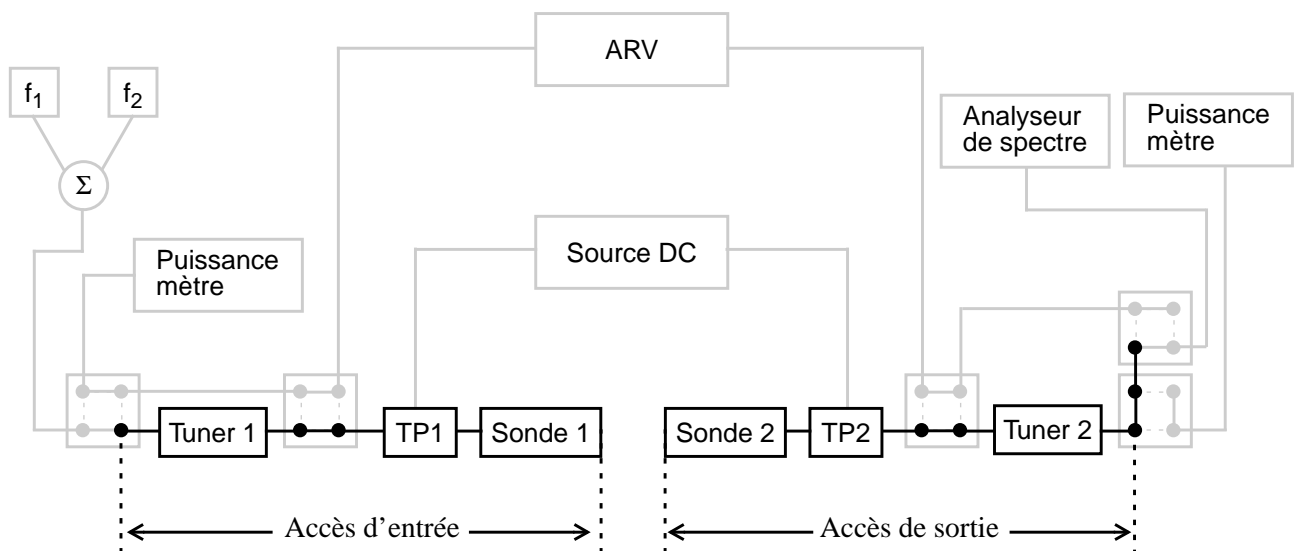 ARV
f1
f2
Analyseur
de spectre
Puissance
mètre
Σ
Puissance
mètre
Source DC
Tuner 1
TP1
Sonde 1
Sonde 2
TP2
Tuner 2
Accès d’entrée
Accès de sortie